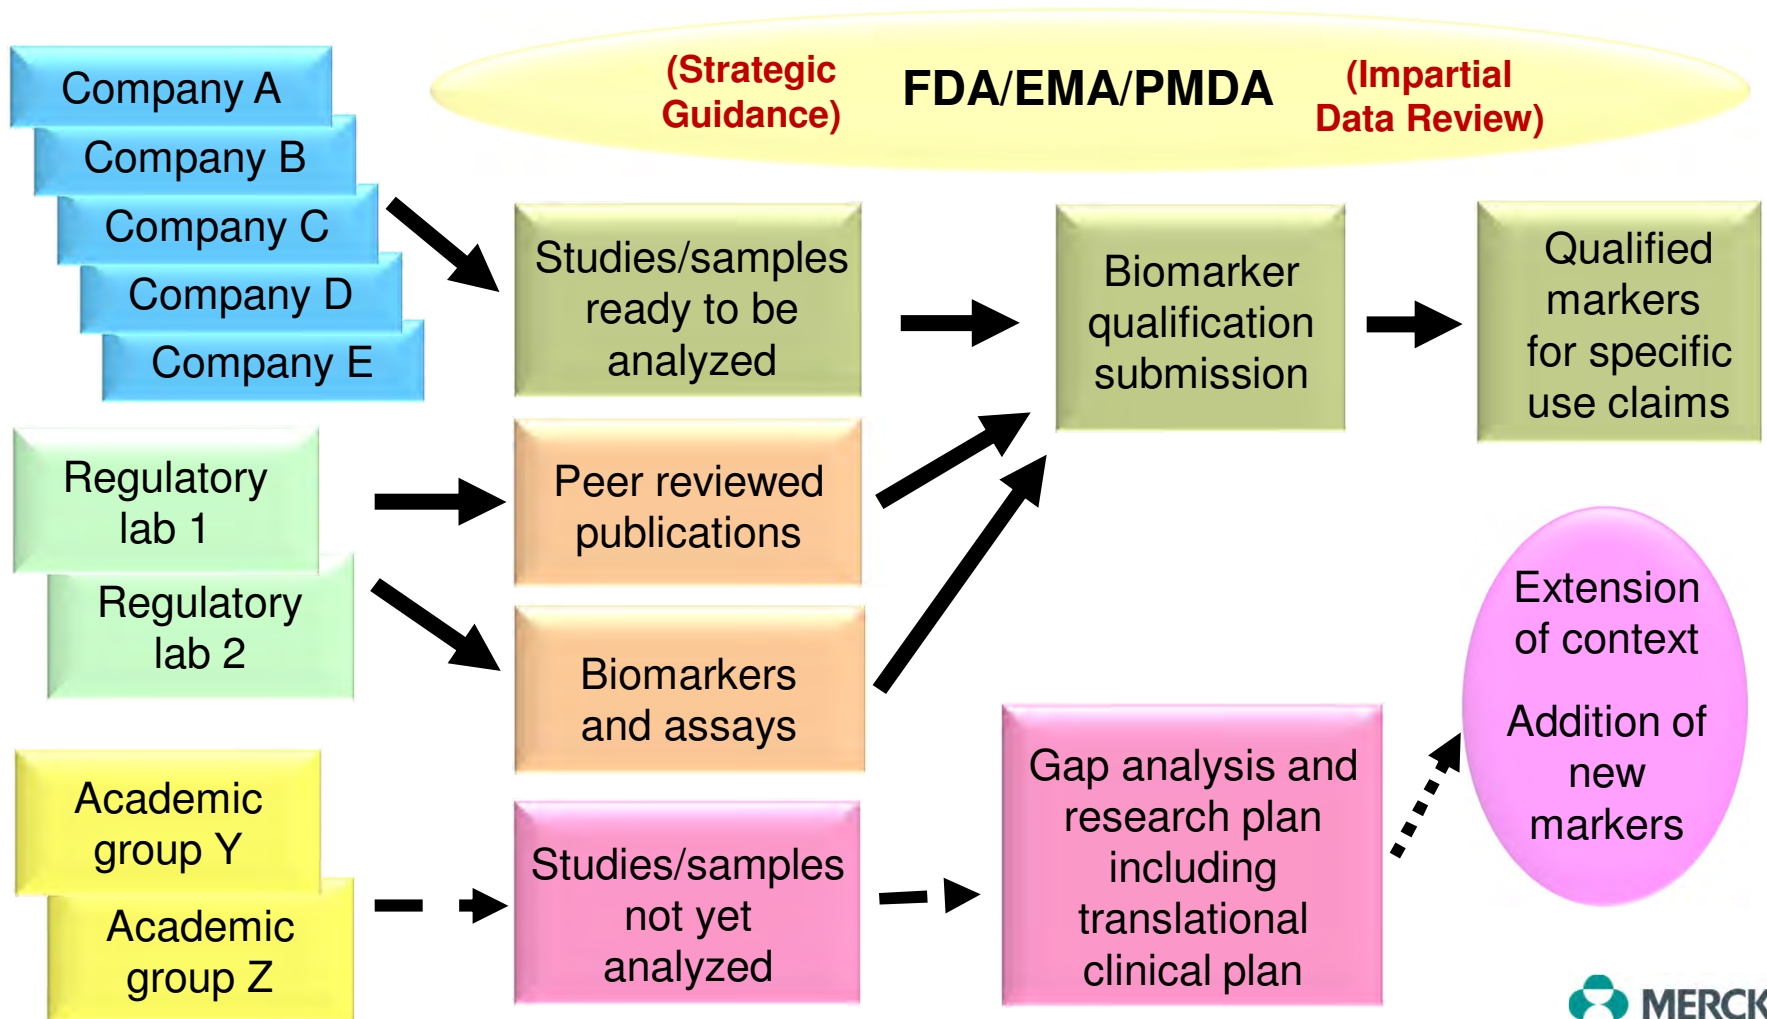 Company A
Company B
Company C
Company D
Company E
(Strategic
Guidance)
FDA/EMA/PMDA
(Impartial
Data Review)
Studies/samples
ready to be
analyzed
Biomarker
qualification
submission
Qualified
markers
for specific
use claims
Regulatory
lab 1
Regulatory
lab 2
Peer reviewed
publications
Biomarkers
and assays
Extension
of context
Addition of
new
markers
Academic
group Y
Academic
group Z
Studies/samples
not yet
analyzed
Gap analysis and
research plan
including
translational
clinical plan
MERCK